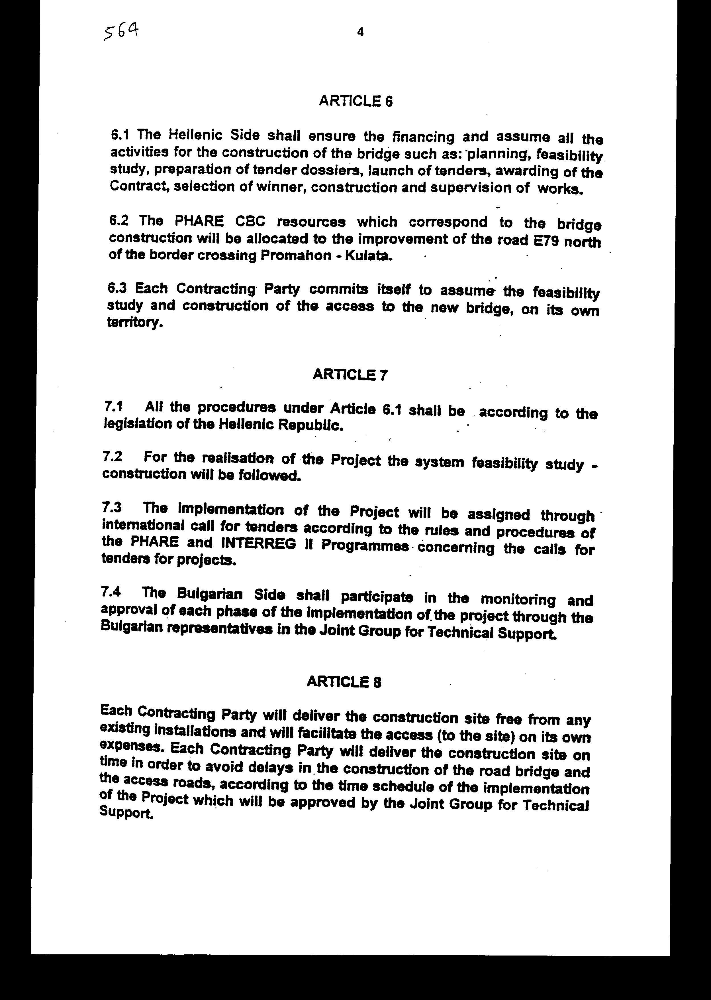 564
4
ARTICLE 6
6.1 The Hellenic Side shall ensure the financing and assume all the
activities for the construction of the bridge such as: planning, feasibility
study, preparation of tender dossiers, launch of tenders, awarding of the
Contract, selection of winner, construction and supervision of works.
6.2 The PHARE CBC resources which correspond to the bridge
construction will be allocated to the improvement of the road E79 north
of the border crossing Promahon - Kulata.
6.3 Each Contracting Party commits itself to assume the feasibility
study and construction of the access to the new bridge, on its own
territory.
ARTICLE 7
7.1 All the procedures under Article 6.1 shall be according to the
legislation of the Hellenic Republic.
7.2 For the realisation of the Project the system feasibility study -
construction will be followed.
7.3 The implementation of the Project will be assigned through
international call for tenders according to the rules and procedures of
the PHARE and INTERREG II Programmes concerning the calls for
tenders for projects.
7.4 The Bulgarian Side shall participate in the monitoring and
approval of each phase of the implementation of the project through the
Bulgarian representatives in the Joint Group for Technical Support.
ARTICLE 8
Each Contracting Party will deliver the construction site free from any
existing installations and will facilitate the access (to the site) on its own
expenses. Each Contracting Party will deliver the construction site on
time in order to avoid delays in the construction of the road bridge and
the access roads, according to the time schedule of the implementation
of the Project which will be approved by the Joint Group for Technical
Support.